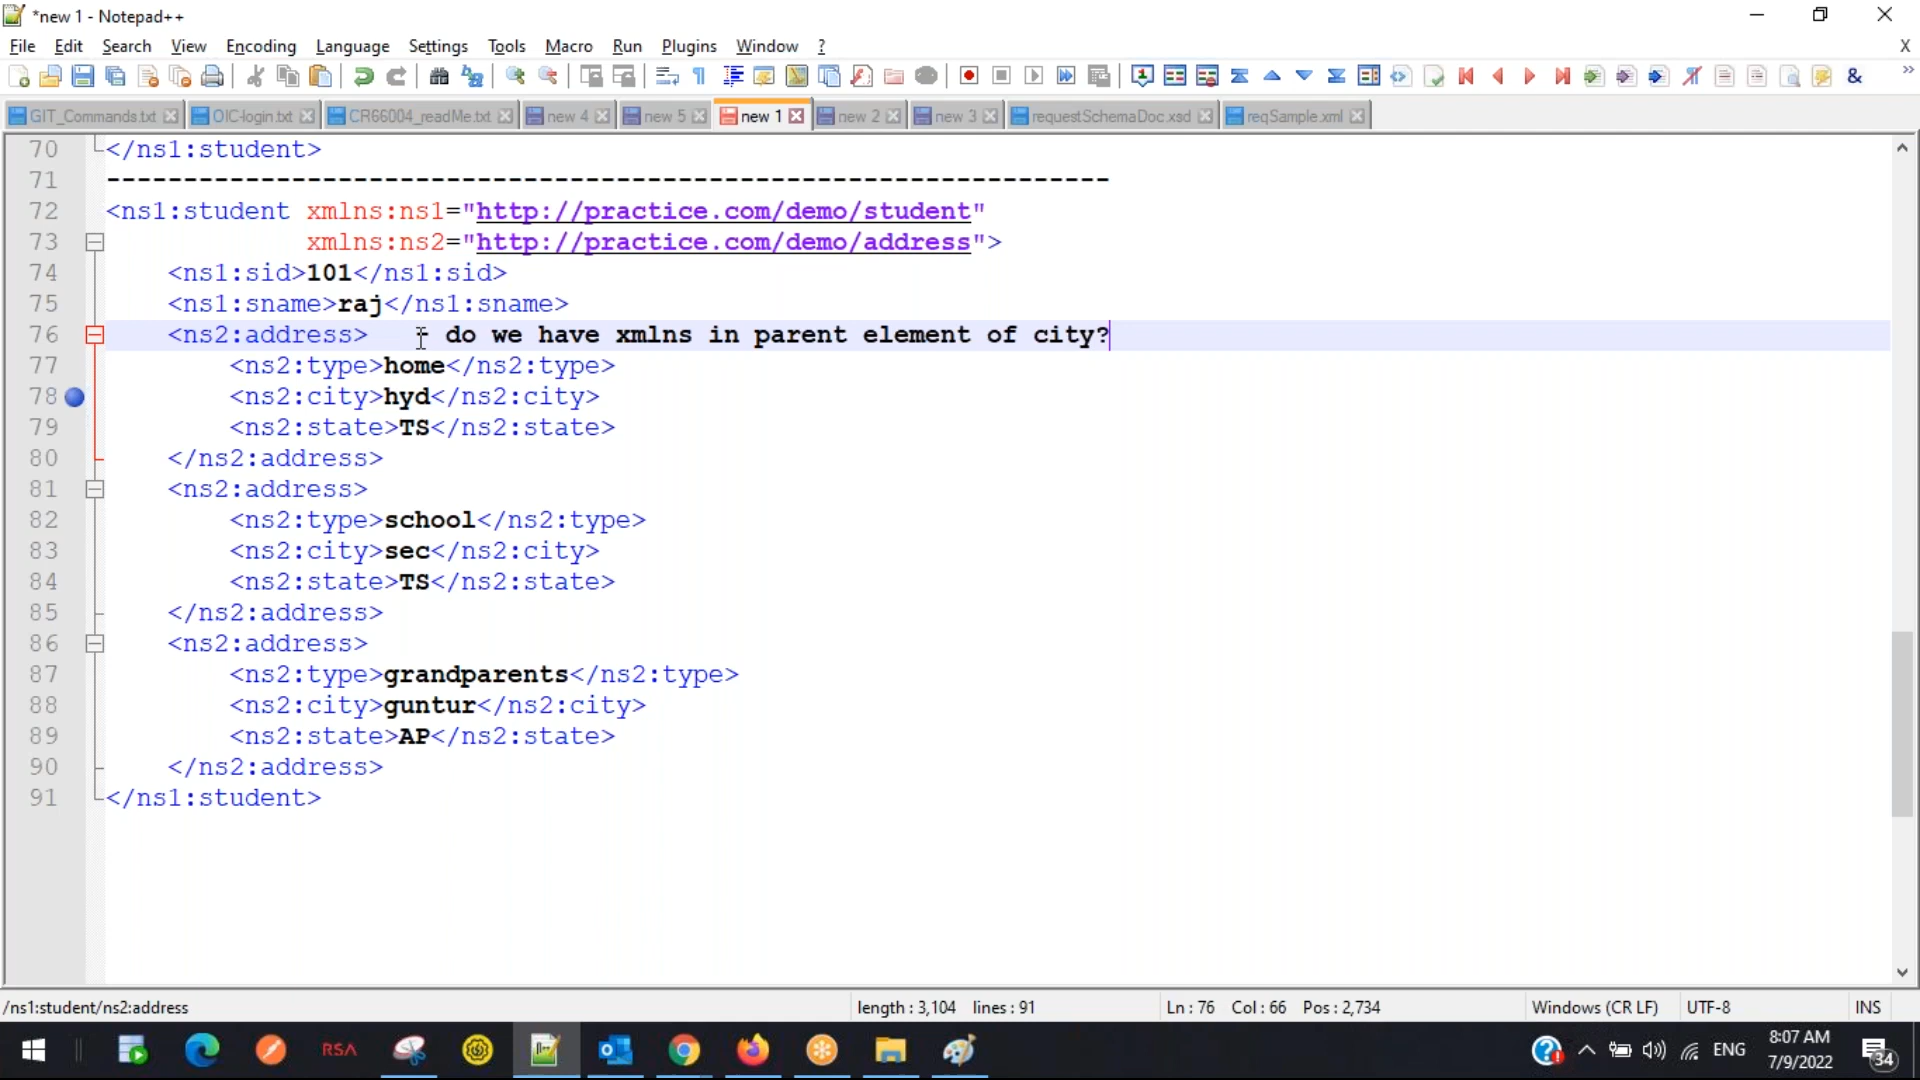 *new 1 - Notepad++
File Edit Search View Encoding Language Settings Tools Macro Run Plugins Window ? X
GIT_Commands.txt OIC-login.txt CR66004_readMe.txt new 4 new 5 new 1 new 2 new 3 requestSchemaDoc.xsd reqSample.xml
70 </ns1:student>
71 -----------------------------------------------------------------
72 <ns1:student xmlns:ns1="http://practice.com/demo/student"
73 xmlns:ns2="http://practice.com/demo/address">
74 <ns1:sid>101</ns1:sid>
75 <ns1:sname>raj</ns1:sname>
76 <ns2:address> - do we have xmlns in parent element of city?
77 <ns2:type>home</ns2:type>
78 <ns2:city>hyd</ns2:city>
79 <ns2:state>TS</ns2:state>
80 </ns2:address>
81 <ns2:address>
82 <ns2:type>school</ns2:type>
83 <ns2:city>sec</ns2:city>
84 <ns2:state>TS</ns2:state>
85 </ns2:address>
86 <ns2:address>
87 <ns2:type>grandparents</ns2:type>
88 <ns2:city>guntur</ns2:city>
89 <ns2:state>AP</ns2:state>
90 </ns2:address>
91 </ns1:student>
/ns1:student/ns2:address length : 3,104 lines : 91 Ln : 76 Col : 66 Pos : 2,734 Windows (CR LF) UTF-8 INS
RSA ENG 8:07 AM
7/9/2022 34